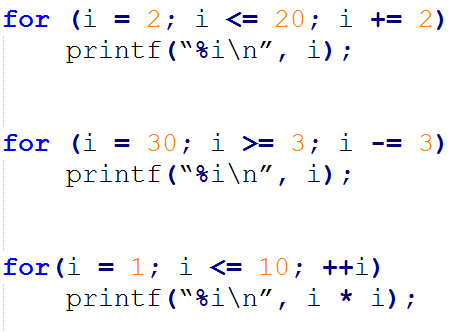 for (i = 2; i <= 20; i += 2)
printf(“%i\n”, i);
for (i = 30; i >= 3; i -= 3)
printf(“%i\n”, i);
for(i = 1; i <= 10; ++i)
printf(“%i\n”, i * i);